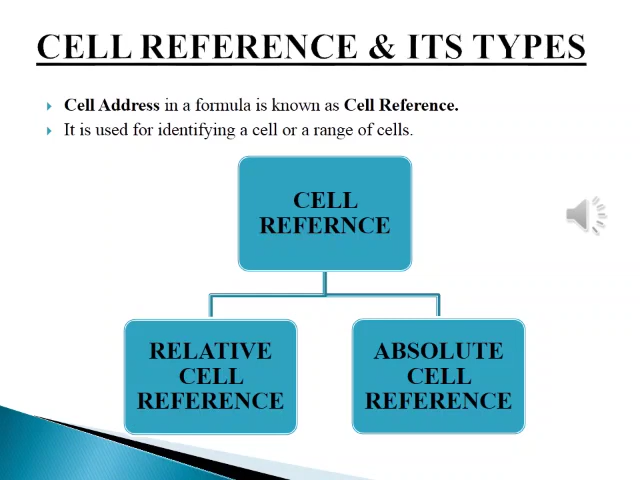 CELL REFERENCE & ITS TYPES
Cell Address in a formula is known as Cell Reference.
It is used for identifying a cell or a range of cells.
CELL
REFERNCE
RELATIVE
CELL
REFERENCE
ABSOLUTE
CELL
REFERENCE